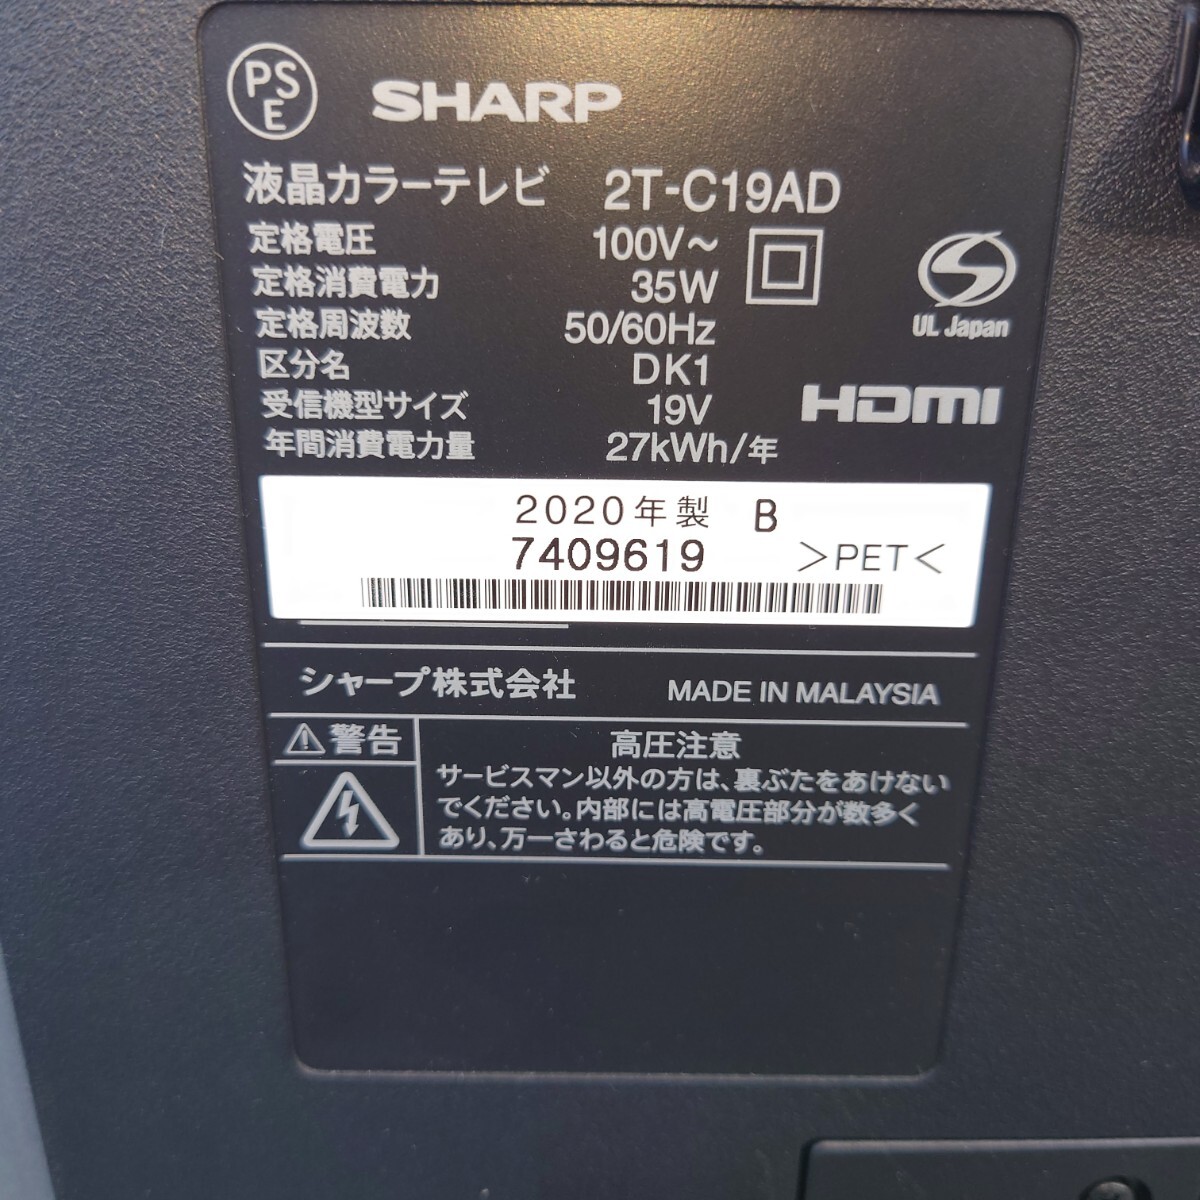 PSE
SHARP
液晶カラーテレビ 2T-C19AD
定格電圧 100V～
定格消費電力 35W
定格周波数 50/60Hz
区分名 DK1
受信機型サイズ 19V
年間消費電力量 27kWh/年
UL Japan
HDMI
2020年製 B
7409619 >PET<
シャープ株式会社 MADE IN MALAYSIA
警告
高圧注意
サービスマン以外の方は、裏ぶたをあけない
でください。内部には高電圧部分が数多く
あり、万一さわると危険です。